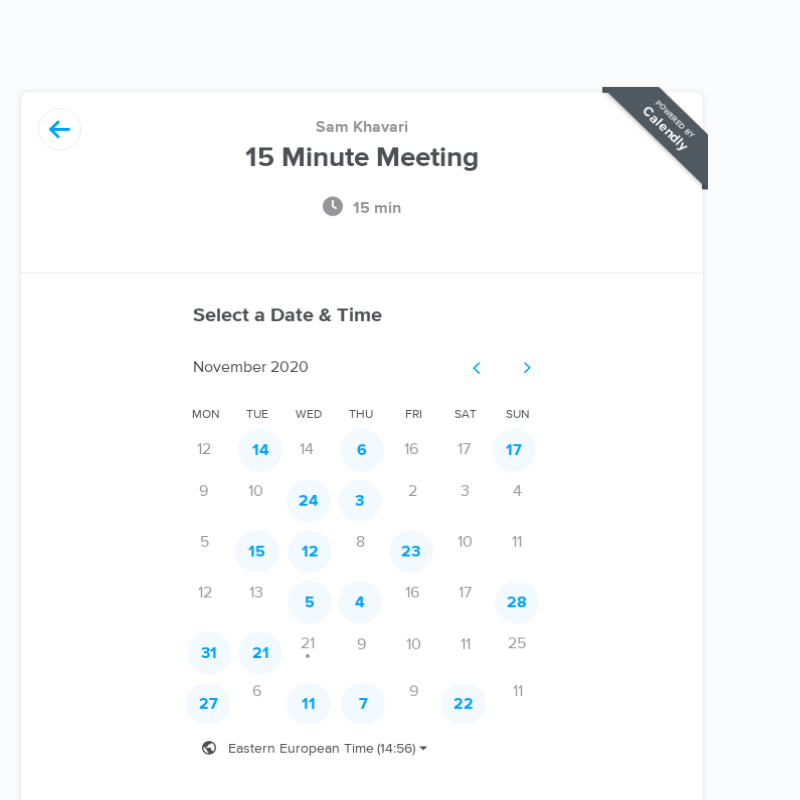 POWERED BY
Calendly
Sam Khavari
15 Minute Meeting
15 min
Select a Date & Time
November 2020
MON TUE WED THU FRI SAT SUN
12 14 14 6 16 17 17
9 10 24 3 2 3 4
5 15 12 8 23 10 11
12 13 5 4 16 17 28
31 21 21 9 10 11 25
27 6 11 7 9 22 11
Eastern European Time (14:56)